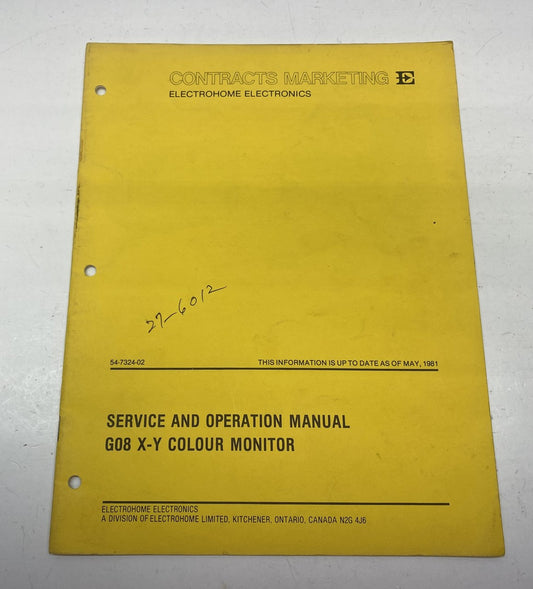 CONTRACTS MARKETING E
ELECTROHOME ELECTRONICS
27-6012
54-7324-02 THIS INFORMATION IS UP TO DATE AS OF MAY, 1981
SERVICE AND OPERATION MANUAL
G08 X-Y COLOUR MONITOR
ELECTROHOME ELECTRONICS
A DIVISION OF ELECTROHOME LIMITED, KITCHENER, ONTARIO, CANADA N2G 4J6